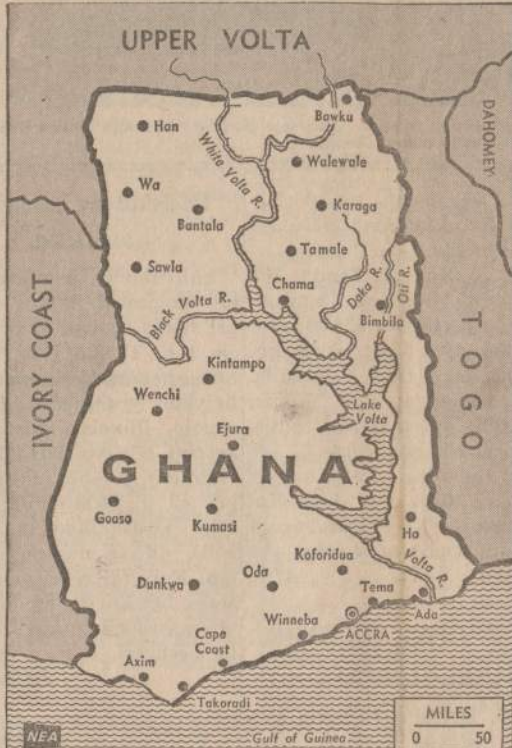 UPPER VOLTA
DAHOMEY
Bawku
Han
White Volta R.
Walewale
Wa
Karaga
Bantala
Tamale
Sawla
Chama
Daka R.
Oti R.
Black Volta R.
Bimbila
IVORY COAST
TOGO
Kintampo
Wenchi
Lake
Volta
Ejura
GHANA
Goaso
Kumasi
Ho
Koforidua
Volta R.
Dunkwa
Oda
Tema
Ada
Winneba
ACCRA
Cape
Coast
Axim
Takoradi
MILES
0 50
NEA
Gulf of Guinea